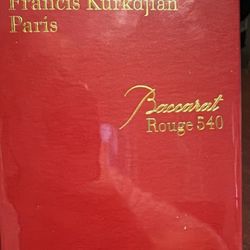 Francis Kurkdjian
Paris
Baccarat
Rouge 540